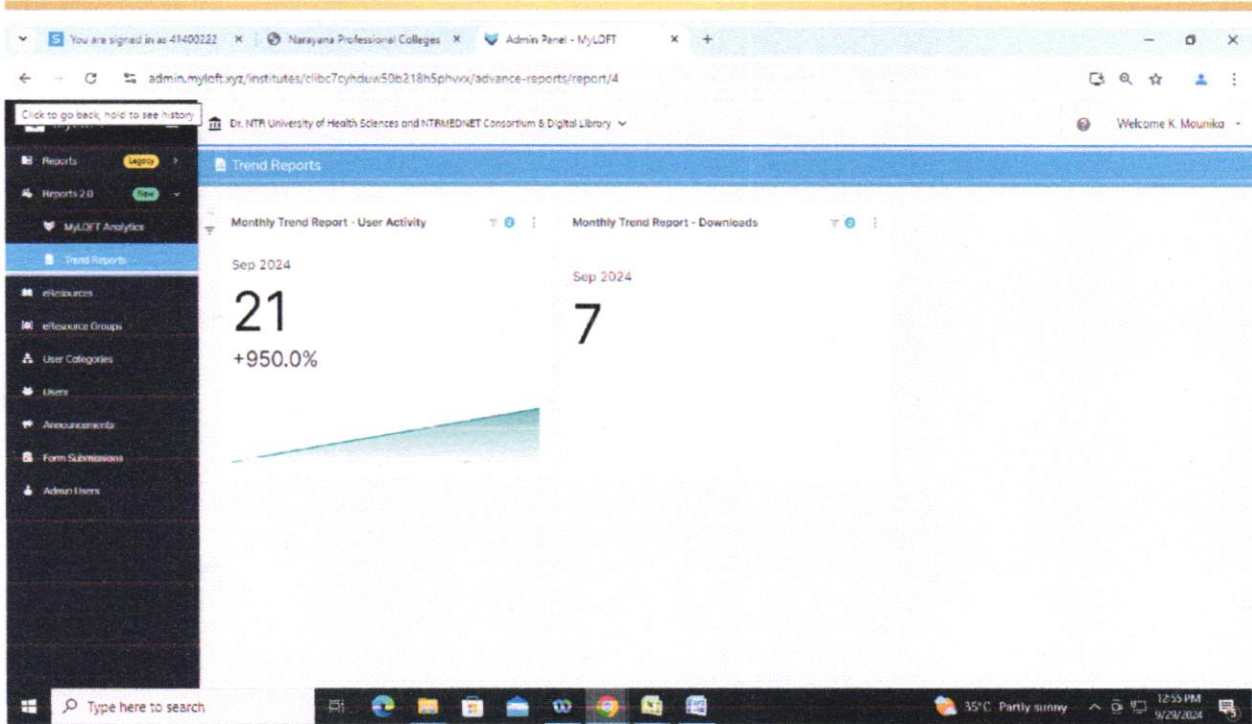 You are signed in as 41400222
Narayana Professional Colleges
Admin Panel - MyLOFT
admin.myloft.xyz/institutes/clibc7cyhduw50b218h5phvxx/advance-reports/report/4
Click to go back, hold to see history
Dr. NTR University of Health Sciences and NTRMEDNET Consortium & Digital Library
Welcome K. Mounika
Reports Legacy
Trend Reports
Reports 2.0 New
MyLOFT Analytics
Trend Reports
eResources
eResource Groups
User Categories
Users
Announcements
Form Submissions
Admin Users
Monthly Trend Report - User Activity
Sep 2024
21
+950.0%
Monthly Trend Report - Downloads
Sep 2024
7
Type here to search
35°C Partly sunny
12:55 PM
9/29/2024